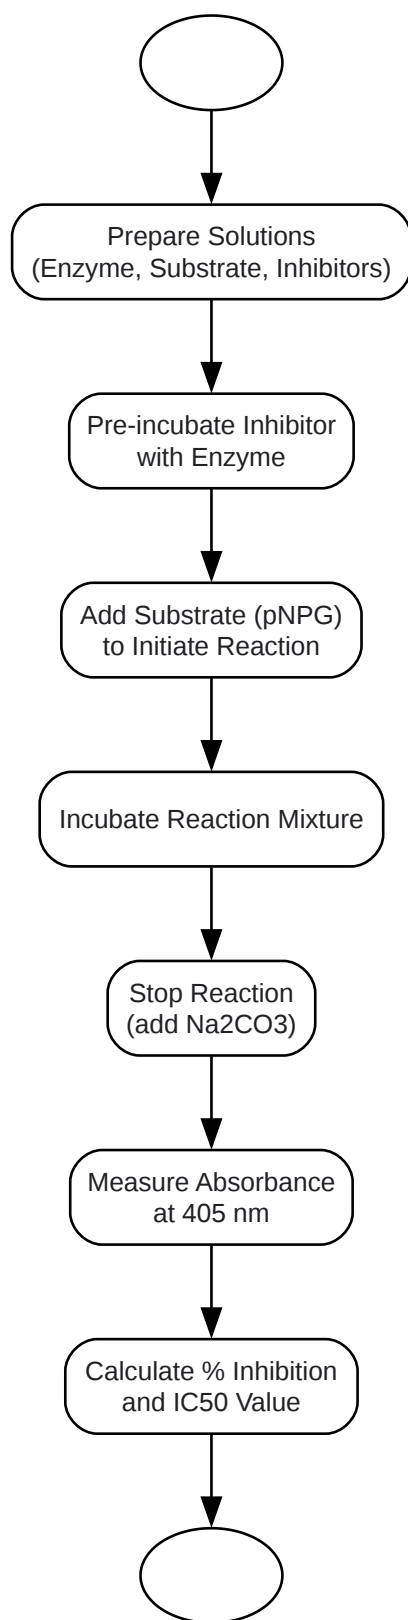 Prepare Solutions
(Enzyme, Substrate, Inhibitors)
Pre-incubate Inhibitor
with Enzyme
Add Substrate (pNPG)
to Initiate Reaction
Incubate Reaction Mixture
Stop Reaction
(add Na2CO3)
Measure Absorbance
at 405 nm
Calculate % Inhibition
and IC50 Value